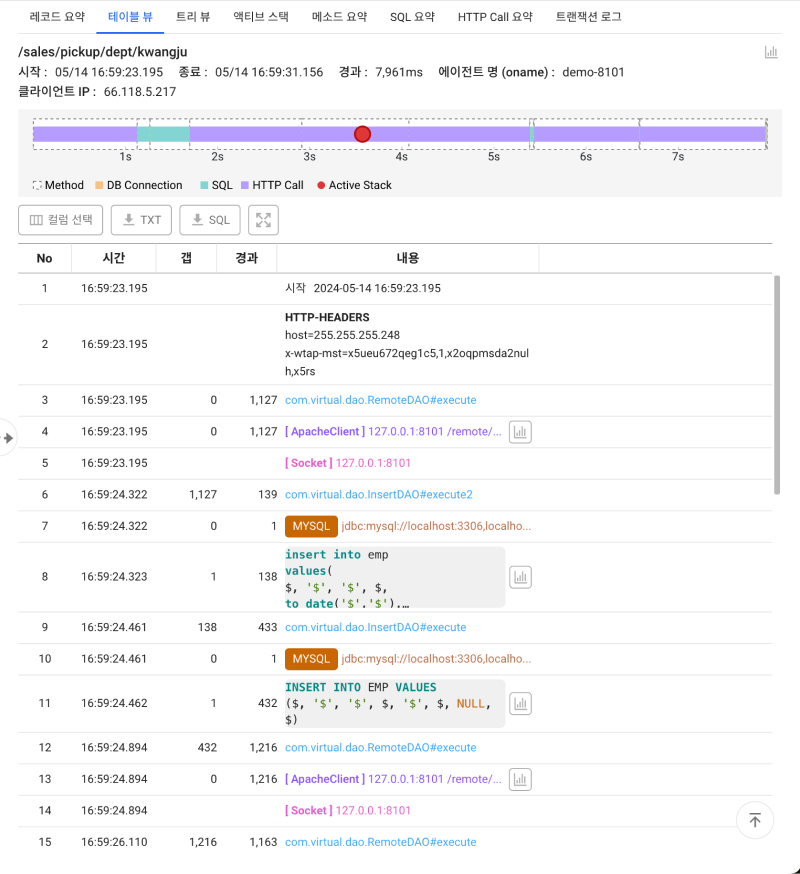 레코드 요약 테이블 뷰 트리 뷰 액티브 스택 메소드 요약 SQL 요약 HTTP Call 요약 트랜잭션 로그
/sales/pickup/dept/kwangju
시작 : 05/14 16:59:23.195 종료 : 05/14 16:59:31.156 경과 : 7,961ms 에이전트 명 (oname) : demo-8101
클라이언트 IP : 66.118.5.217
1s 2s 3s 4s 5s 6s 7s
Method DB Connection SQL HTTP Call Active Stack
컬럼 선택 TXT SQL
No 시간 갭 경과 내용
1 16:59:23.195 시작 2024-05-14 16:59:23.195
2 16:59:23.195 HTTP-HEADERS
host=255.255.255.248
x-wtap-mst=x5ueu672qeg1c5,1,x2oqpmsda2nul
h,x5rs
3 16:59:23.195 0 1,127 com.virtual.dao.RemoteDAO#execute
4 16:59:23.195 0 1,127 [ ApacheClient ] 127.0.0.1:8101 /remote/...
5 16:59:23.195 [ Socket ] 127.0.0.1:8101
6 16:59:24.322 1,127 139 com.virtual.dao.InsertDAO#execute2
7 16:59:24.322 0 1 MYSQL jdbc:mysql://localhost:3306,localho...
8 16:59:24.323 1 138 insert into emp
values(
$, '$', '$', $,
to_date('$','$'),…
9 16:59:24.461 138 433 com.virtual.dao.InsertDAO#execute
10 16:59:24.461 0 1 MYSQL jdbc:mysql://localhost:3306,localho...
11 16:59:24.462 1 432 INSERT INTO EMP VALUES
($, '$', '$', $, '$', $, NULL,
$)
12 16:59:24.894 432 1,216 com.virtual.dao.RemoteDAO#execute
13 16:59:24.894 0 1,216 [ ApacheClient ] 127.0.0.1:8101 /remote/...
14 16:59:24.894 [ Socket ] 127.0.0.1:8101
15 16:59:26.110 1,216 1,163 com.virtual.dao.RemoteDAO#execute